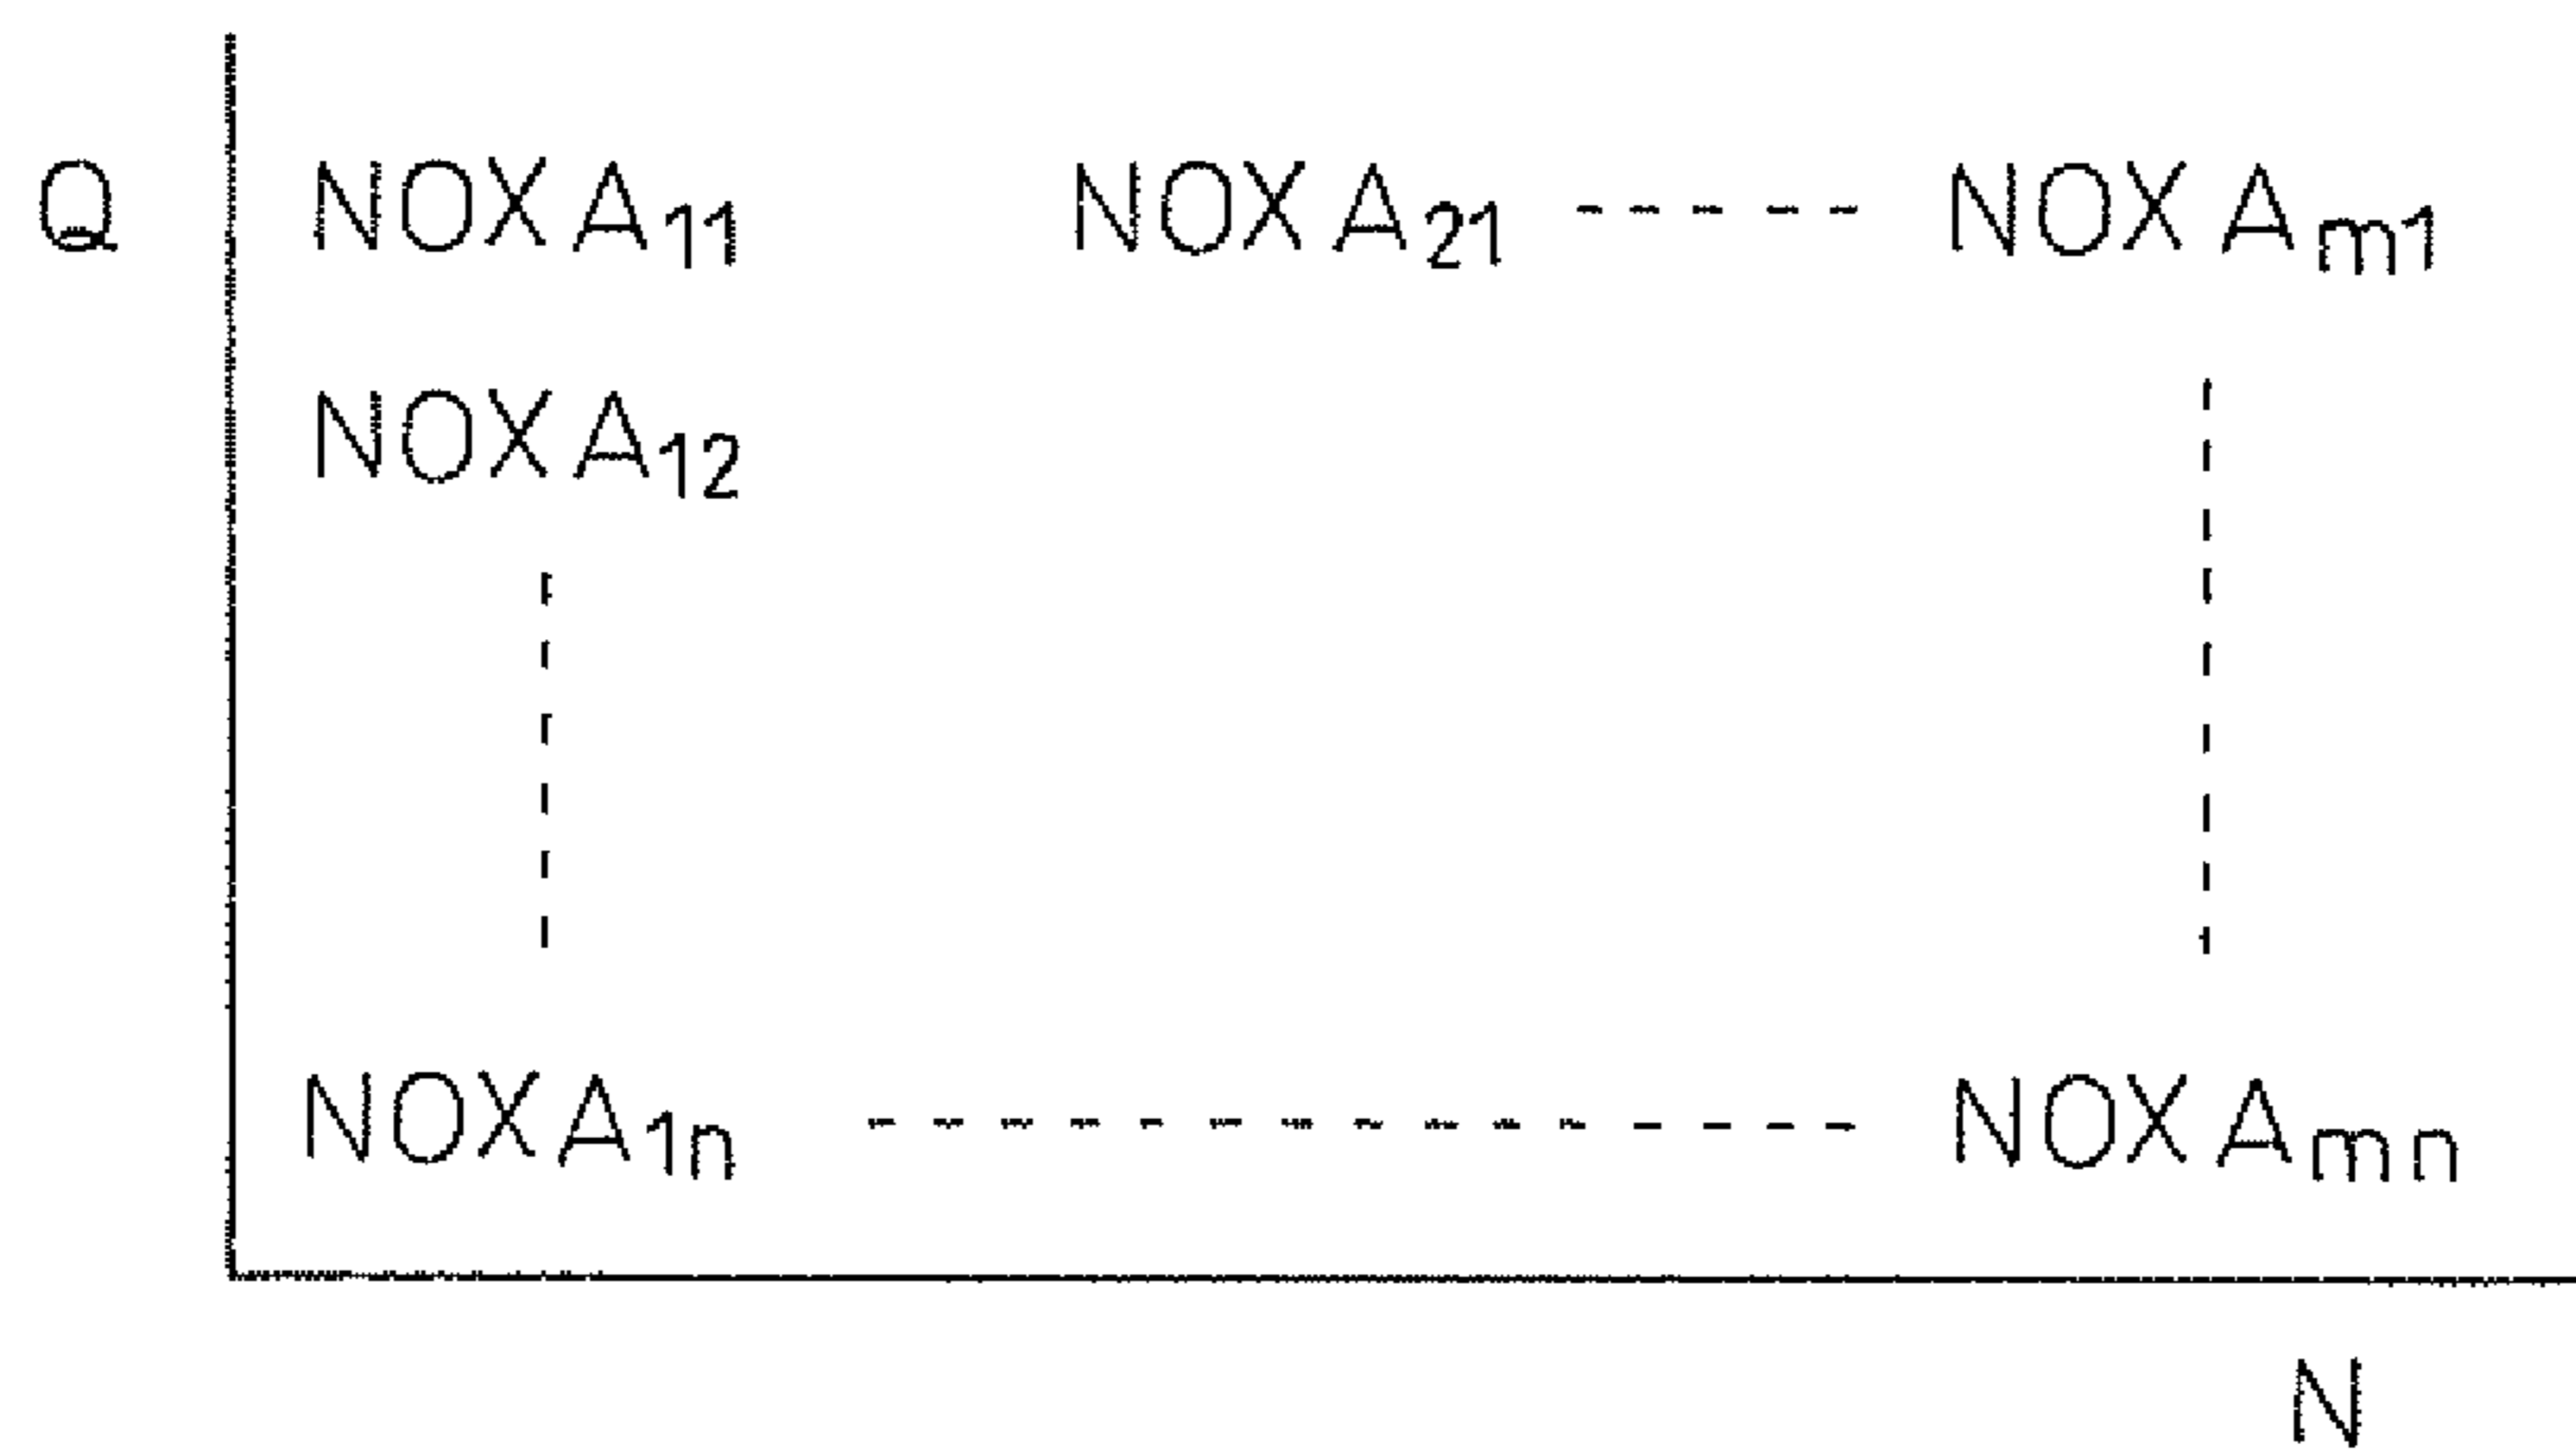 Q NOXA₁₁ NOXA₂₁ ----- NOXAₘ₁
NOXA₁₂
NOXA₁ₙ -------------- NOXAₘₙ
N